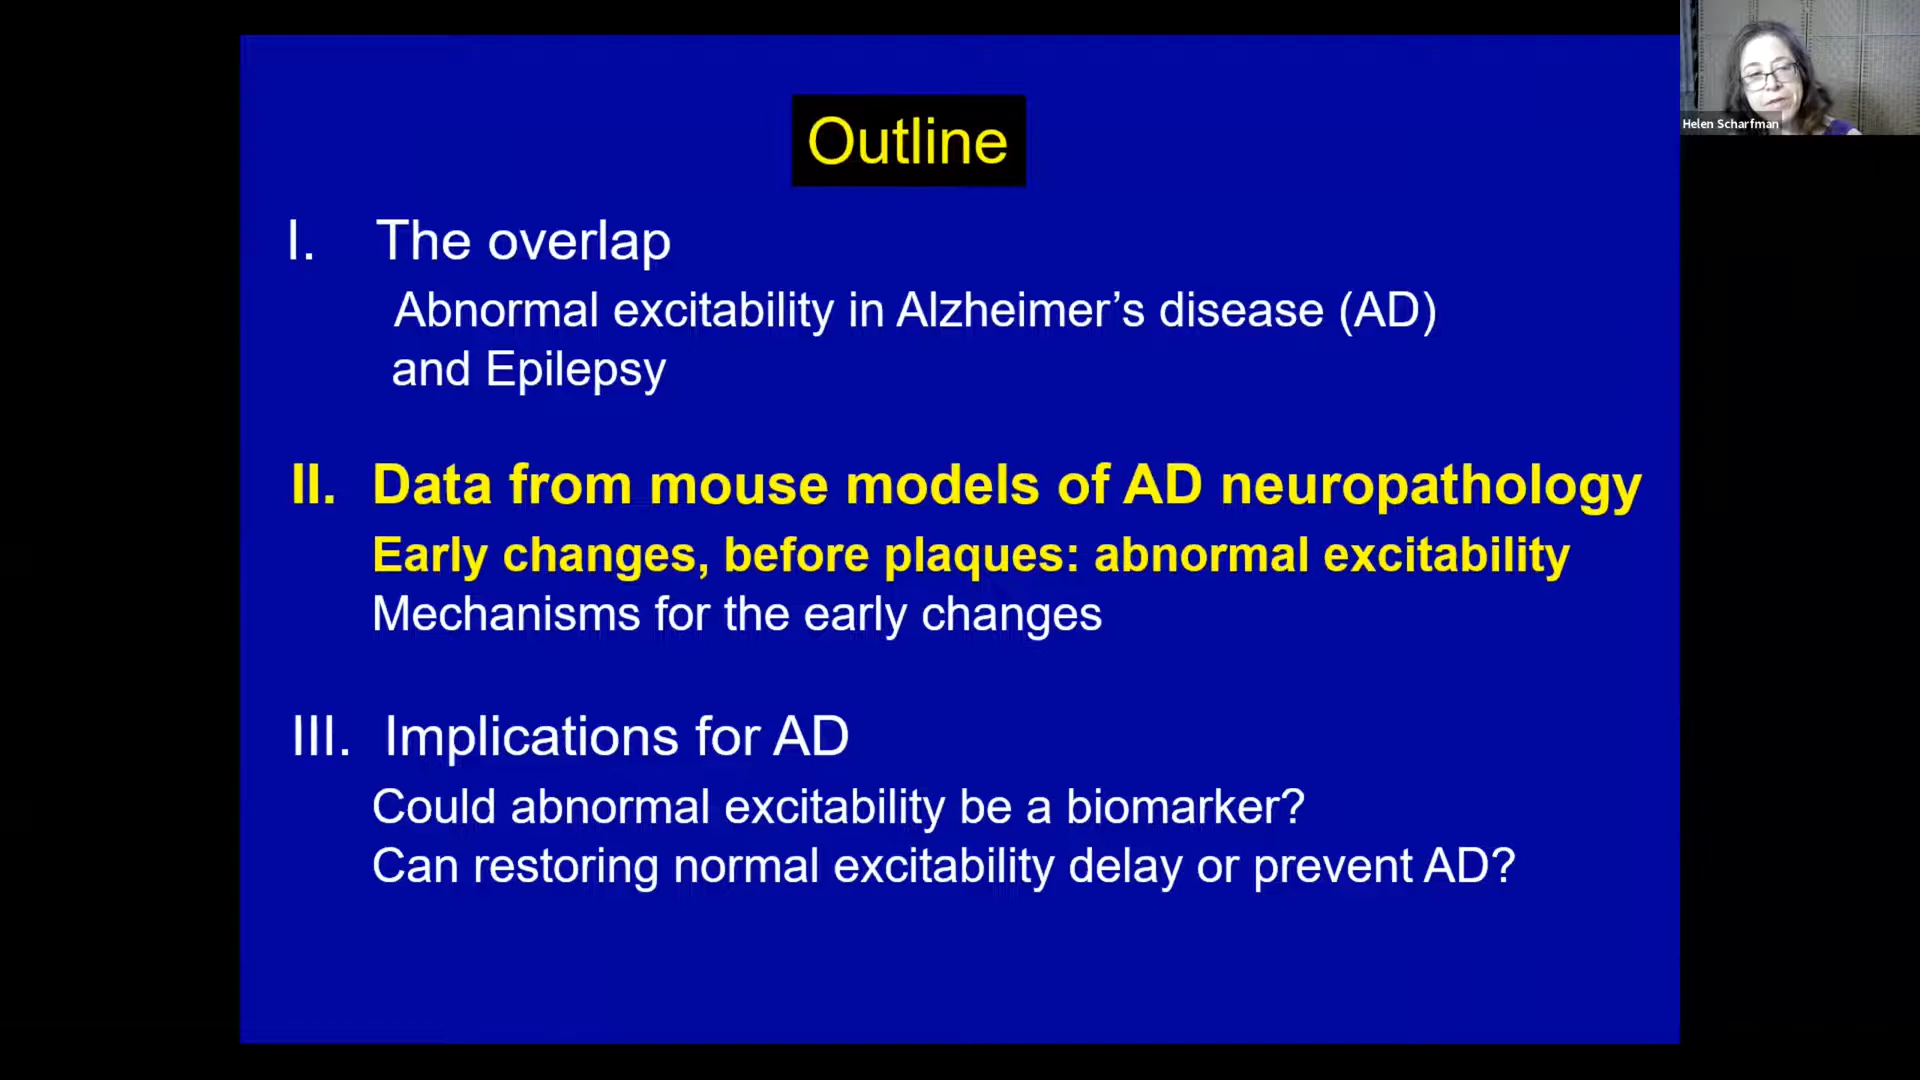 Outline
I. The overlap
Abnormal excitability in Alzheimer’s disease (AD)
and Epilepsy
II. Data from mouse models of AD neuropathology
Early changes, before plaques: abnormal excitability
Mechanisms for the early changes
III. Implications for AD
Could abnormal excitability be a biomarker?
Can restoring normal excitability delay or prevent AD?
Helen Scharfman